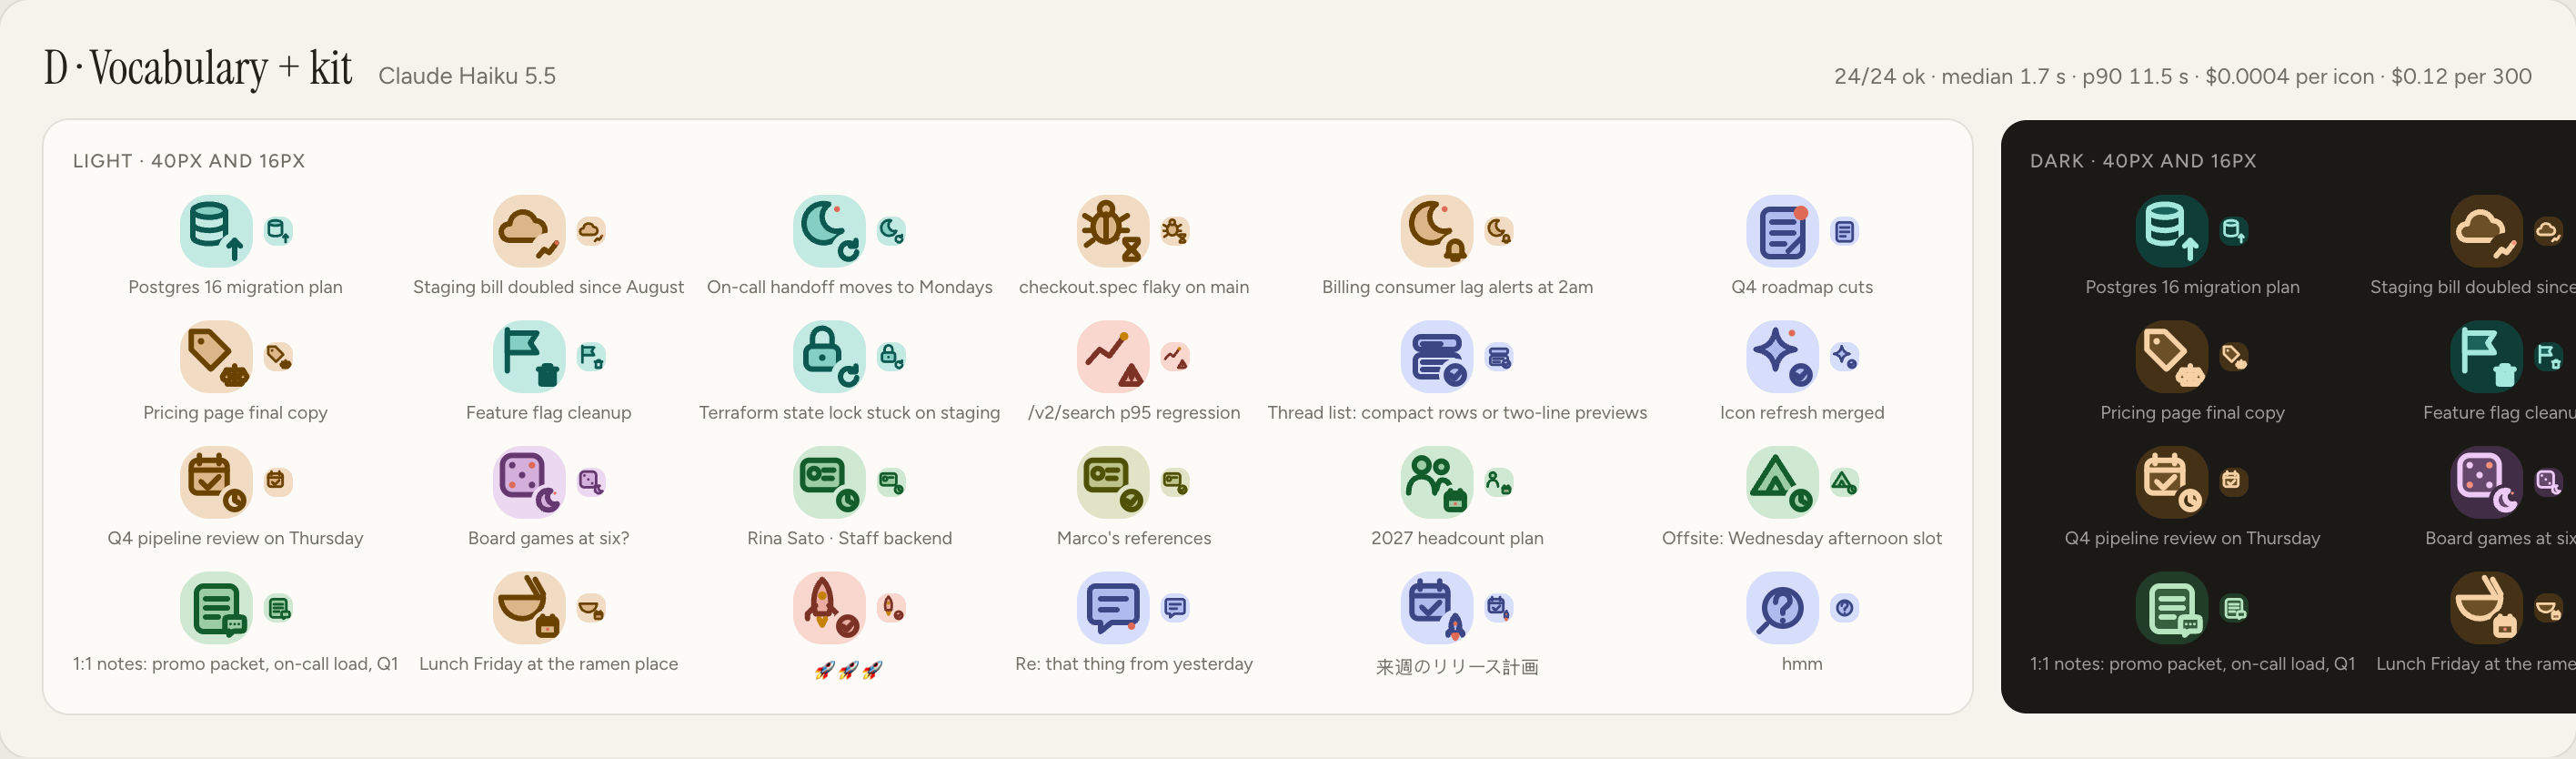 D · Vocabulary + kit Claude Haiku 5.5
24/24 ok · median 1.7 s · p90 11.5 s · $0.0004 per icon · $0.12 per 300
LIGHT · 40PX AND 16PX
Postgres 16 migration plan
Staging bill doubled since August
On-call handoff moves to Mondays
checkout.spec flaky on main
Billing consumer lag alerts at 2am
Q4 roadmap cuts
Pricing page final copy
Feature flag cleanup
Terraform state lock stuck on staging
/v2/search p95 regression
Thread list: compact rows or two-line previews
Icon refresh merged
Q4 pipeline review on Thursday
Board games at six?
Rina Sato · Staff backend
Marco's references
2027 headcount plan
Offsite: Wednesday afternoon slot
1:1 notes: promo packet, on-call load, Q1
Lunch Friday at the ramen place
🚀🚀🚀
Re: that thing from yesterday
来週のリリース計画
hmm
DARK · 40PX AND 16PX
Postgres 16 migration plan
Staging bill doubled since
Pricing page final copy
Feature flag cleanu
Q4 pipeline review on Thursday
Board games at six
1:1 notes: promo packet, on-call load, Q1
Lunch Friday at the rame